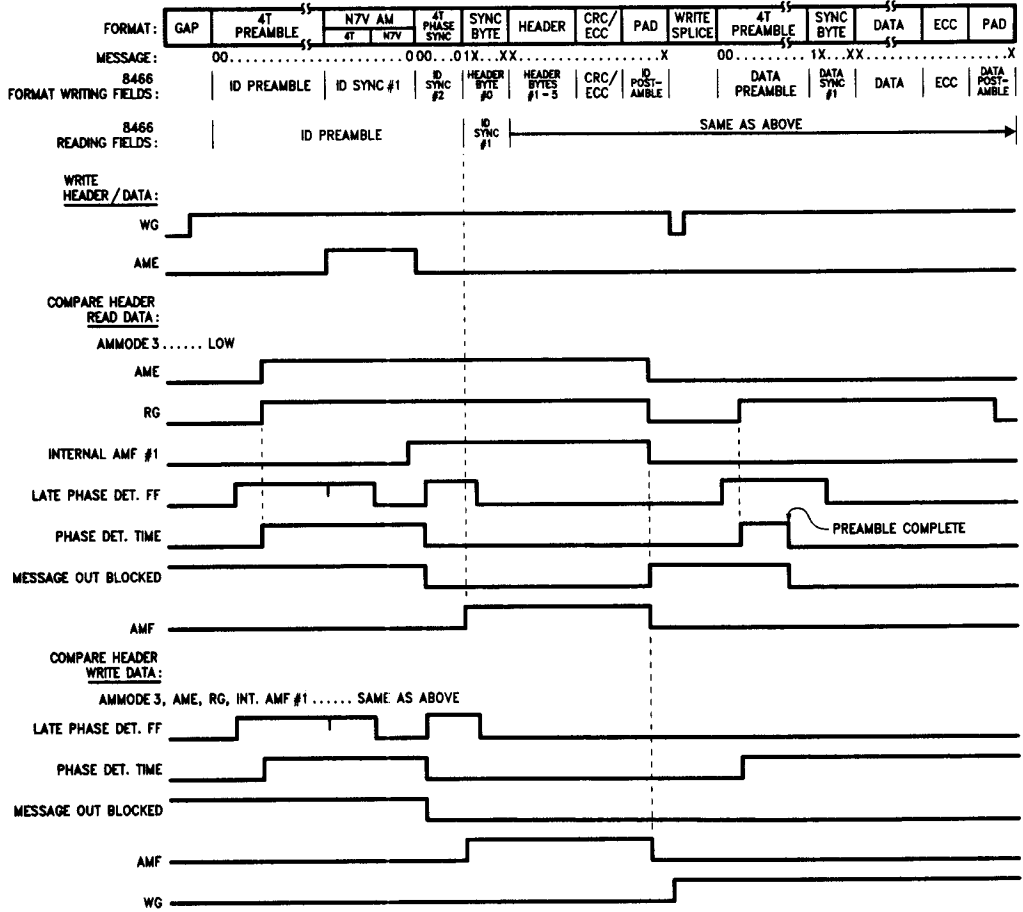 FORMAT: GAP 4T PREAMBLE N7V AM 4T N7V 4T PHASE SYNC SYNC BYTE HEADER CRC/ECC PAD WRITE SPLICE 4T PREAMBLE SYNC BYTE DATA ECC PAD
MESSAGE: 00..................................00 00...01X..XX..................................X 00..................1X..XX..................................X
8466 FORMAT WRITING FIELDS: ID PREAMBLE ID SYNC #1 ID SYNC #2 HEADER BYTE #0 HEADER BYTES #1-5 CRC/ECC ID POST-AMBLE DATA PREAMBLE DATA SYNC #1 DATA ECC DATA POST-AMBLE
8466 READING FIELDS: ID PREAMBLE ID SYNC #1 SAME AS ABOVE
WRITE
HEADER/DATA:
WG
AME
COMPARE HEADER
READ DATA:
AMMODE 3...... LOW
AME
RG
INTERNAL AMF #1
LATE PHASE DET. FF
PHASE DET. TIME PREAMBLE COMPLETE
MESSAGE OUT BLOCKED
AMF
COMPARE HEADER
WRITE DATA:
AMMODE 3, AME, RG, INT. AMF #1...... SAME AS ABOVE
LATE PHASE DET. FF
PHASE DET. TIME
MESSAGE OUT BLOCKED
AMF
WG